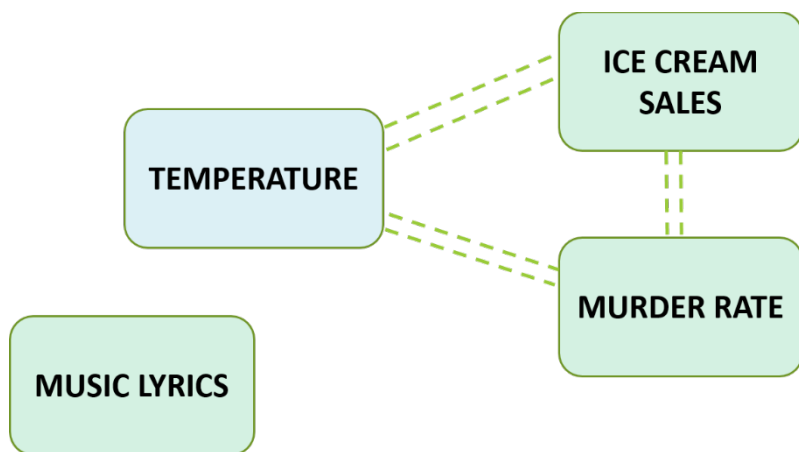 ICE CREAM
SALES
TEMPERATURE
MURDER RATE
MUSIC LYRICS